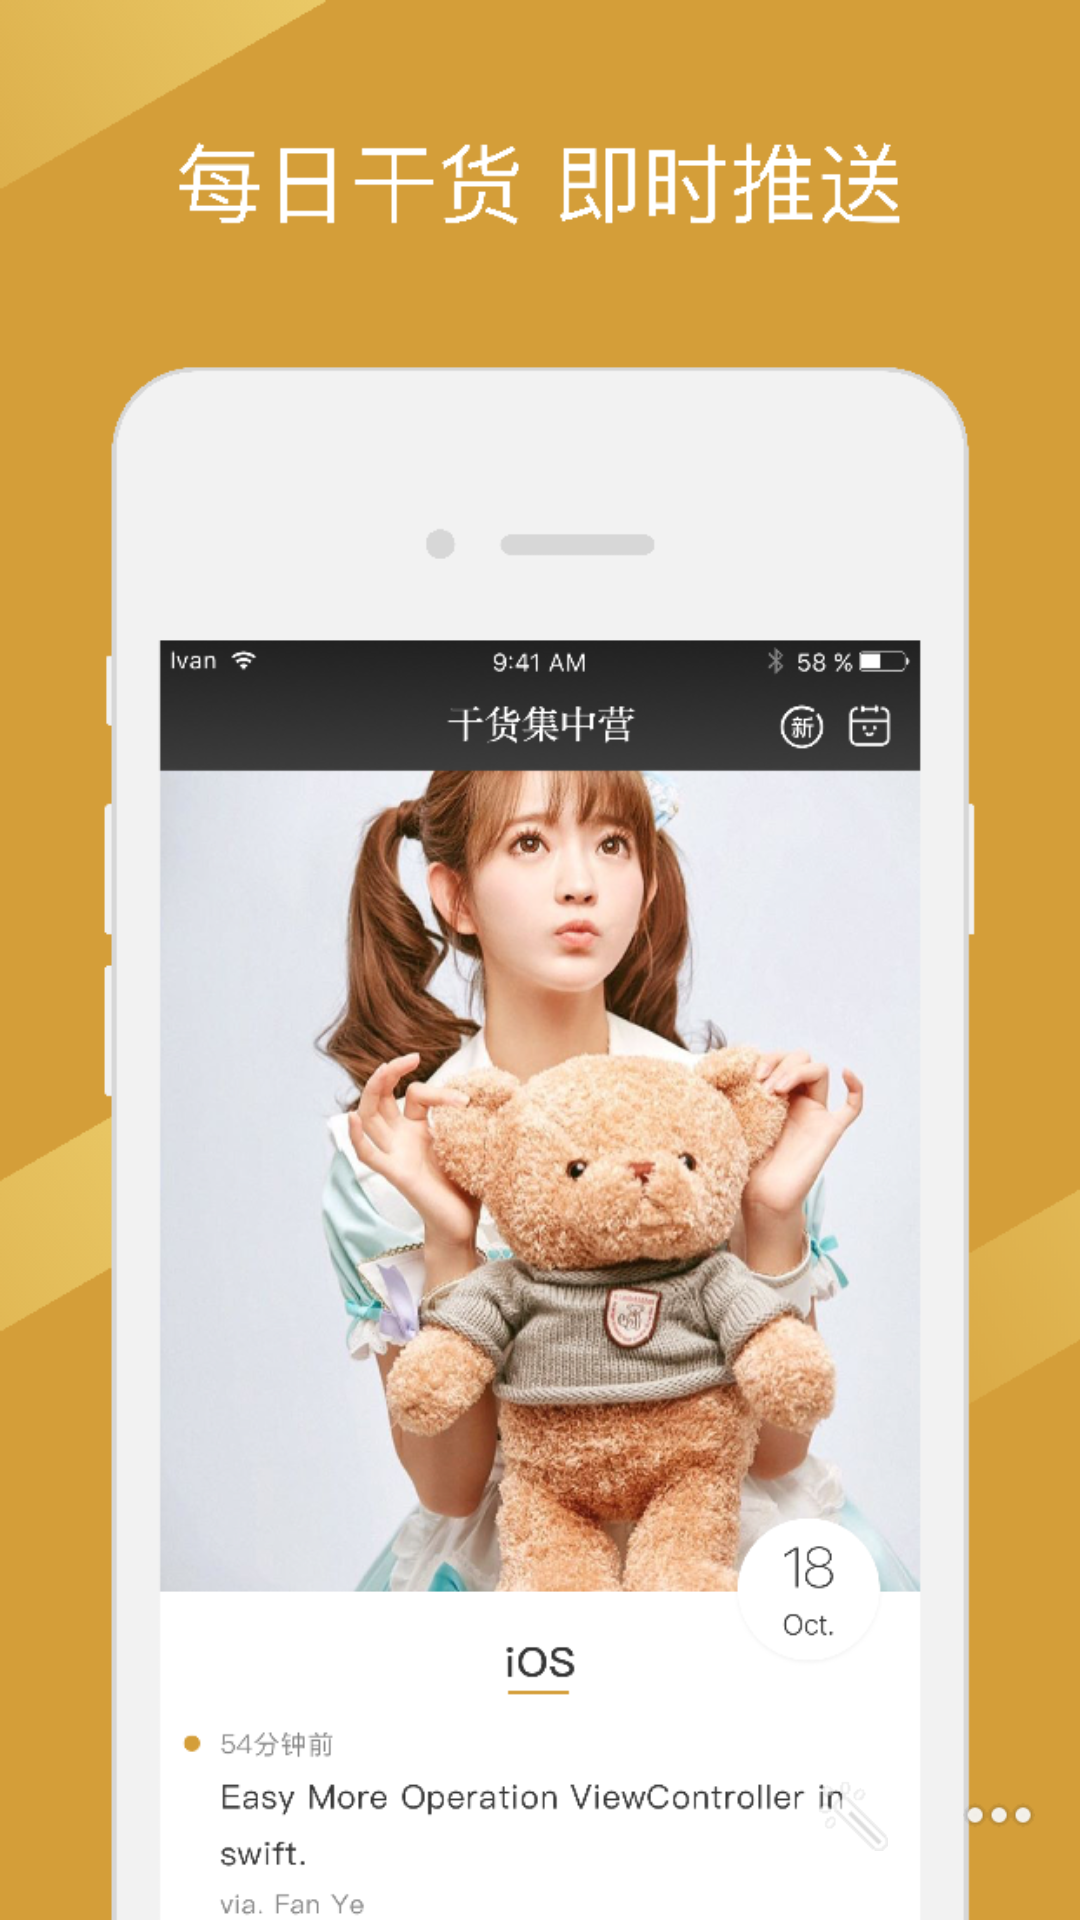 每日干货 即时推送
Ivan 9:41 AM 58 %
干货集中营 新
18
Oct.
iOS
54分钟前
Easy More Operation ViewController in
swift.
via. Fan Ye